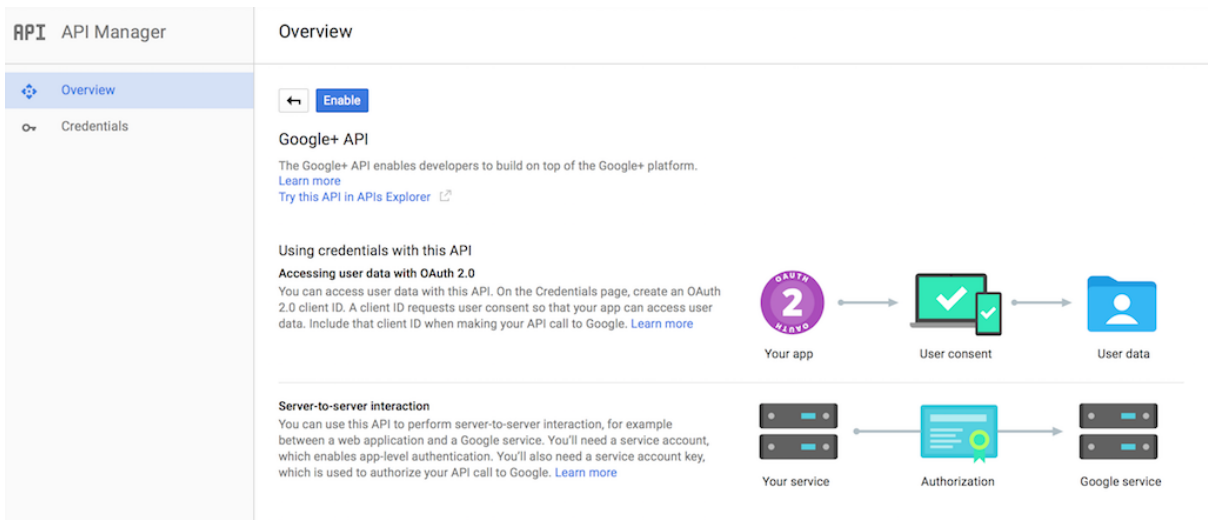 API API Manager
Overview
Overview
Credentials
Enable
Google+ API
The Google+ API enables developers to build on top of the Google+ platform.
Learn more
Try this API in APIs Explorer
Using credentials with this API
Accessing user data with OAuth 2.0
You can access user data with this API. On the Credentials page, create an OAuth
2.0 client ID. A client ID requests user consent so that your app can access user
data. Include that client ID when making your API call to Google. Learn more
OAUTH
2
OAUTH
Your app
User consent
User data
Server-to-server interaction
You can use this API to perform server-to-server interaction, for example
between a web application and a Google service. You'll need a service account,
which enables app-level authentication. You'll also need a service account key,
which is used to authorize your API call to Google. Learn more
Your service
Authorization
Google service